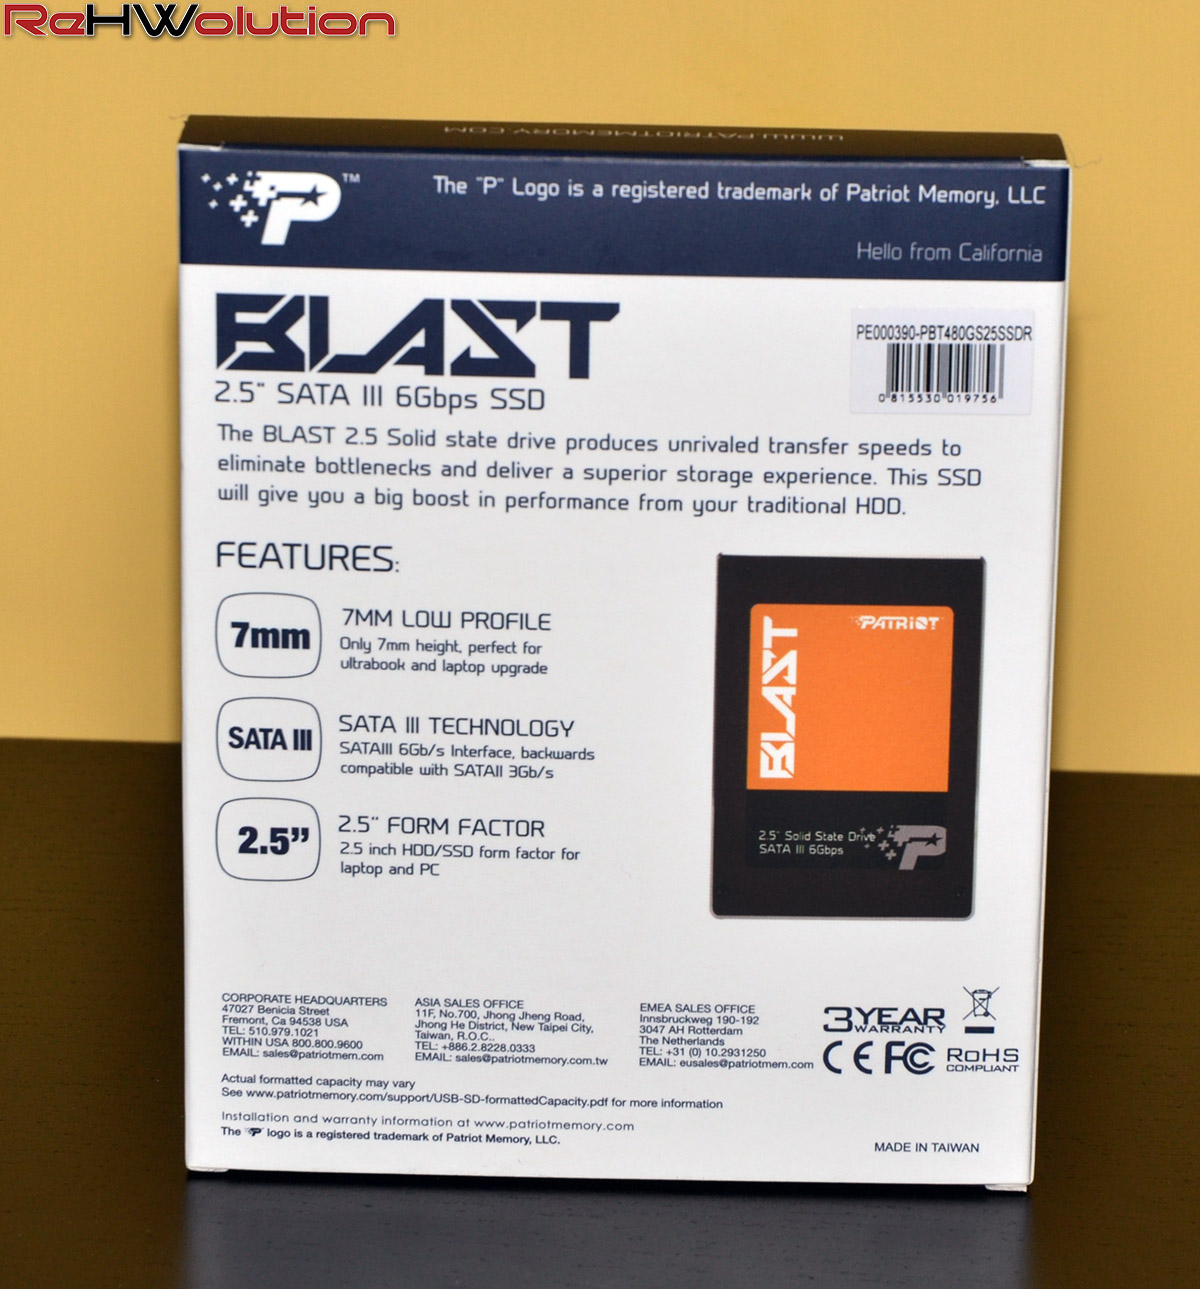 ReHWolution
WWW.PATRIOTMEMORY.COM
P™
The "P" Logo is a registered trademark of Patriot Memory, LLC
Hello from California
BLAST
2.5" SATA III 6Gbps SSD
PE000390-PBT480GS25SSDR
0 815530 019756
The BLAST 2.5 Solid state drive produces unrivaled transfer speeds to
eliminate bottlenecks and deliver a superior storage experience. This SSD
will give you a big boost in performance from your traditional HDD.
FEATURES:
7mm
7MM LOW PROFILE
Only 7mm height, perfect for
ultrabook and laptop upgrade
SATA III
SATA III TECHNOLOGY
SATAIII 6Gb/s Interface, backwards
compatible with SATAII 3Gb/s
2.5”
2.5" FORM FACTOR
2.5 inch HDD/SSD form factor for
laptop and PC
PATRIOT
BLAST
2.5" Solid State Drive
SATA III 6Gbps
P
CORPORATE HEADQUARTERS
47027 Benicia Street
Fremont, Ca 94538 USA
TEL: 510.979.1021
WITHIN USA 800.800.9600
EMAIL: sales@patriotmem.com
ASIA SALES OFFICE
11F, No.700, Jhong Jheng Road,
Jhong He District, New Taipei City,
Taiwan, R.O.C..
TEL: +886.2.8228.0333
EMAIL: sales@patriotmemory.com.tw
EMEA SALES OFFICE
Innsbruckweg 190-192
3047 AH Rotterdam
The Netherlands
TEL: +31 (0) 10.2931250
EMAIL: eusales@patriotmem.com
3 YEAR
WARRANTY
CE FC RoHS
COMPLIANT
Actual formatted capacity may vary
See www.patriotmemory.com/support/USB-SD-formattedCapacity.pdf for more information
Installation and warranty information at www.patriotmemory.com
The "P" logo is a registered trademark of Patriot Memory, LLC.
MADE IN TAIWAN